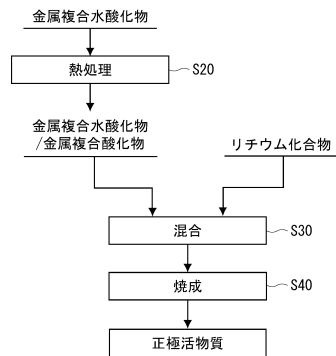 金属複合水酸化物
熱処理
S20
金属複合水酸化物
/金属複合酸化物
リチウム化合物
混合
S30
焼成
S40
正極活物質